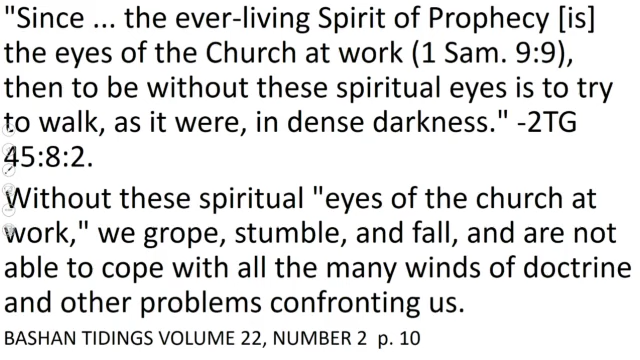 "Since ... the ever-living Spirit of Prophecy [is]
the eyes of the Church at work (1 Sam. 9:9),
then to be without these spiritual eyes is to try
to walk, as it were, in dense darkness." -2TG
45:8:2.
Without these spiritual "eyes of the church at
work," we grope, stumble, and fall, and are not
able to cope with all the many winds of doctrine
and other problems confronting us.
BASHAN TIDINGS VOLUME 22, NUMBER 2 p. 10